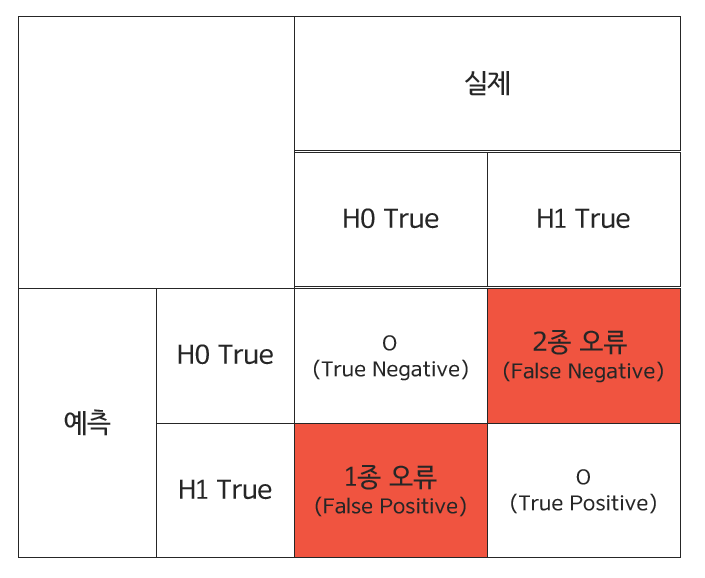 실제
H0 True
H1 True
예측
H0 True
O
(True Negative)
2종 오류
(False Negative)
H1 True
1종 오류
(False Positive)
O
(True Positive)